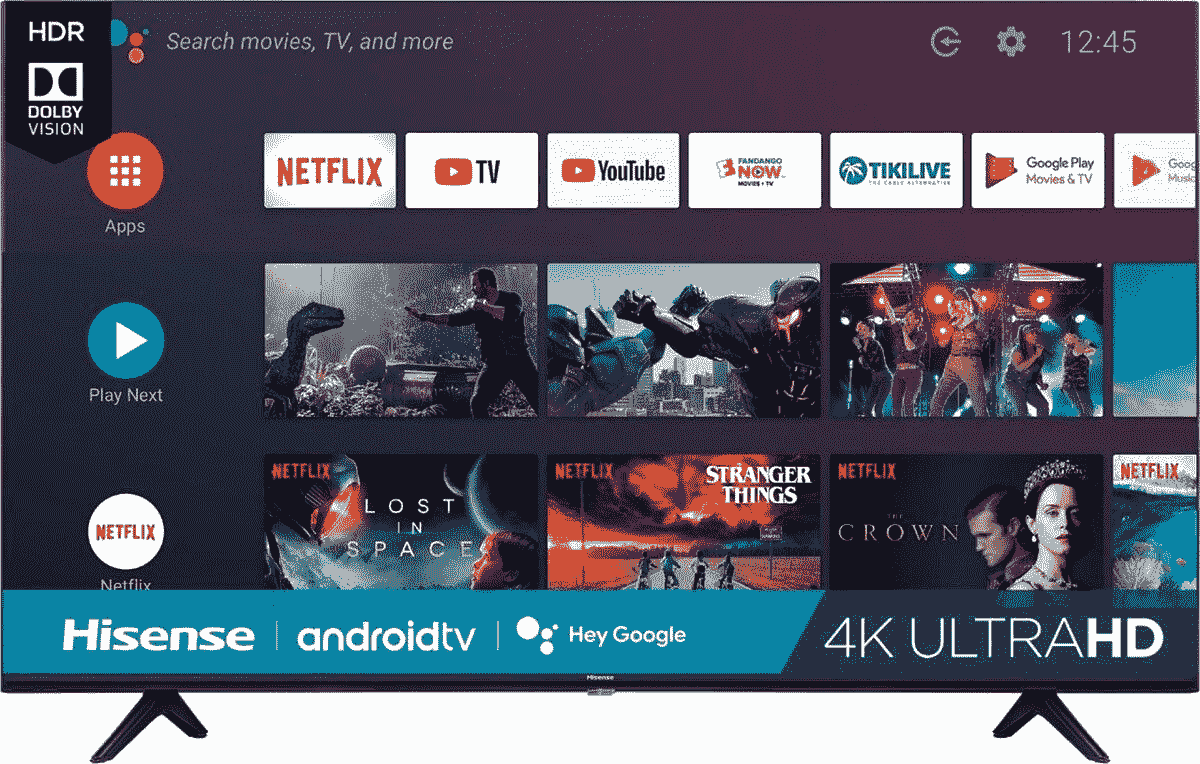 HDR
DOLBY
VISION
Search movies, TV, and more
12:45
Apps
NETFLIX
TV
YouTube
FANDANGO
NOW
MOVIES + TV
TIKILIVE
THE CABLE ALTERNATIVE
Google Play
Movies & TV
Play Next
NETFLIX
LOST
IN
SPACE
NETFLIX
STRANGER
THINGS
NETFLIX
THE
CROWN
NETFLIX
NETFLIX
Netflix
Hisense
androidtv
Hey Google
4K ULTRAHD
Hisense